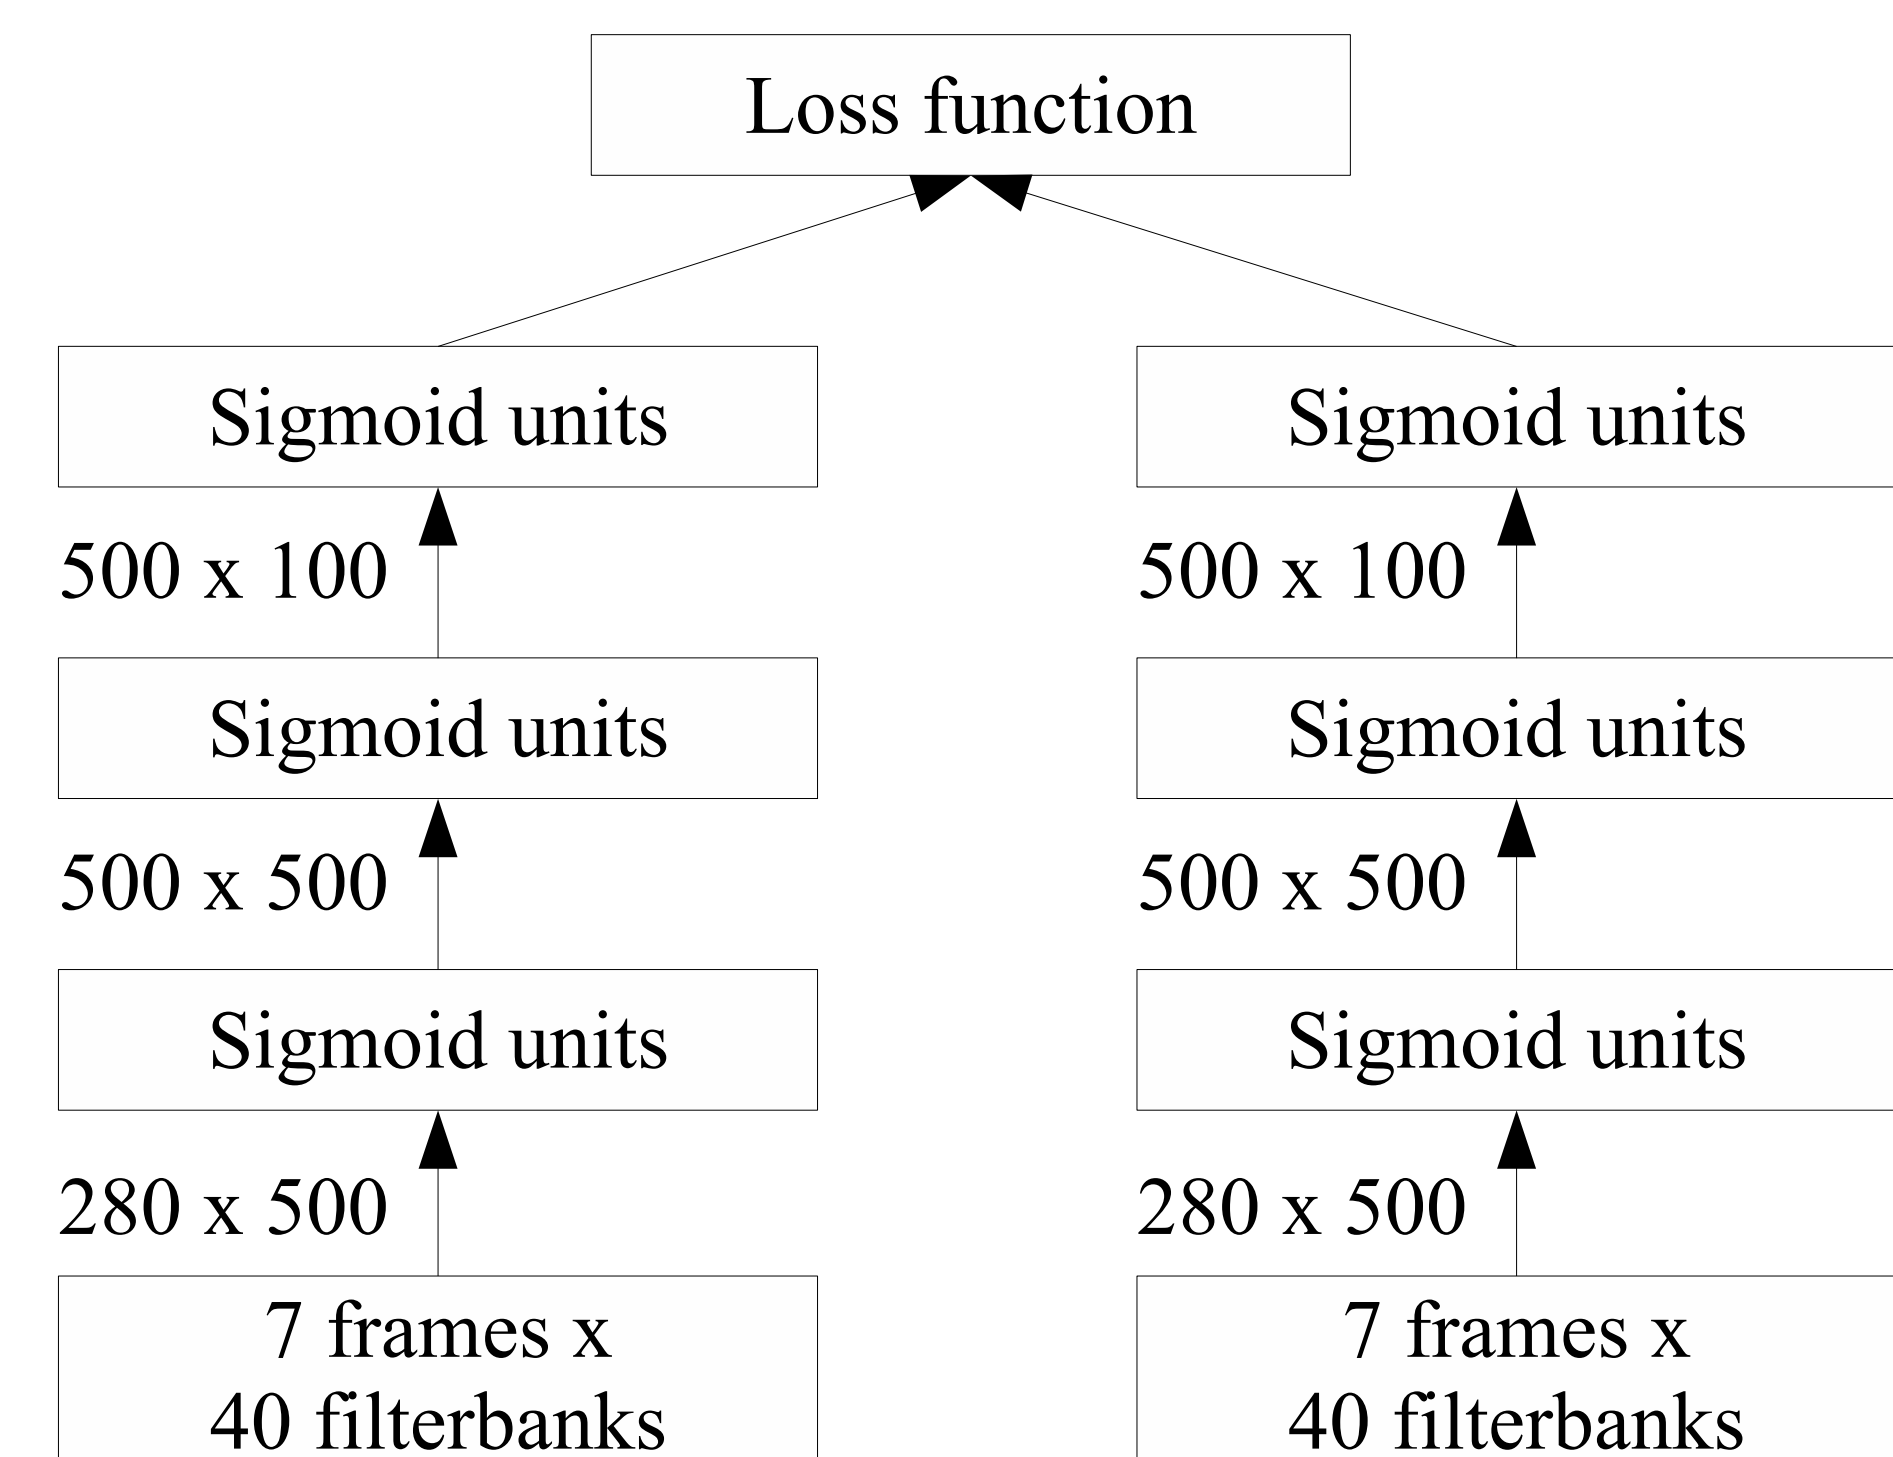 Loss function
Sigmoid units
Sigmoid units
500 x 100
500 x 100
Sigmoid units
Sigmoid units
500 x 500
500 x 500
Sigmoid units
Sigmoid units
280 x 500
280 x 500
7 frames x
40 filterbanks
7 frames x
40 filterbanks